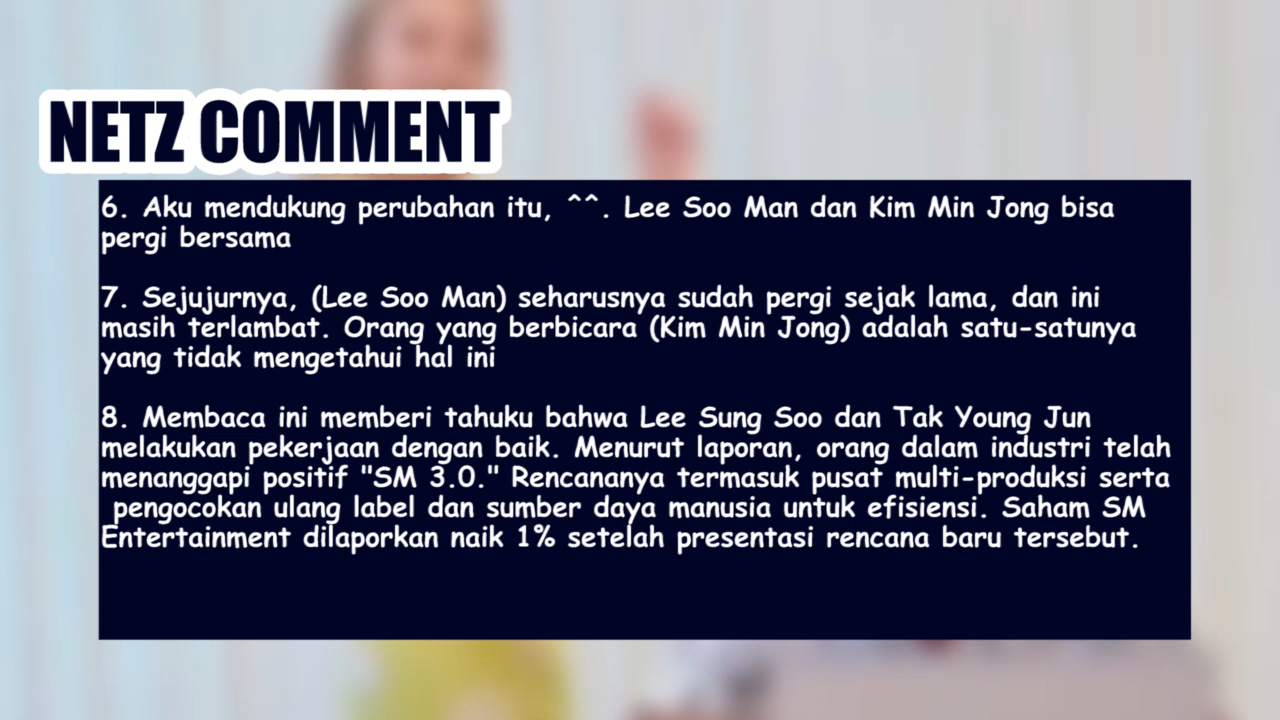 NETZ COMMENT
6. Aku mendukung perubahan itu, ^^. Lee Soo Man dan Kim Min Jong bisa
pergi bersama
7. Sejujurnya, (Lee Soo Man) seharusnya sudah pergi sejak lama, dan ini
masih terlambat. Orang yang berbicara (Kim Min Jong) adalah satu-satunya
yang tidak mengetahui hal ini
8. Membaca ini memberi tahuku bahwa Lee Sung Soo dan Tak Young Jun
melakukan pekerjaan dengan baik. Menurut laporan, orang dalam industri telah
menanggapi positif "SM 3.0." Rencananya termasuk pusat multi-produksi serta
pengocokan ulang label dan sumber daya manusia untuk efisiensi. Saham SM
Entertainment dilaporkan naik 1% setelah presentasi rencana baru tersebut.